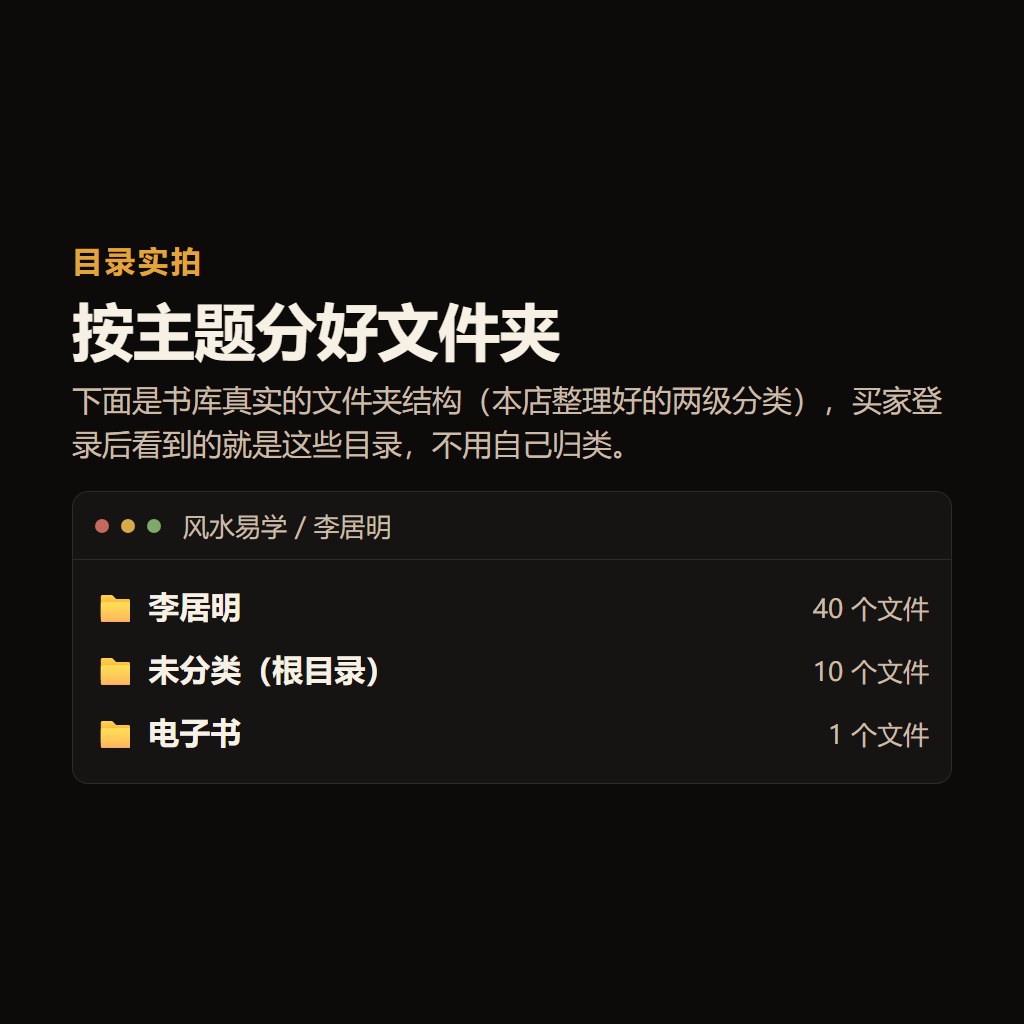 目录实拍
按主题分好文件夹
下面是书库真实的文件夹结构（本店整理好的两级分类），买家登
录后看到的就是这些目录，不用自己归类。
风水易学 / 李居明
李居明 40 个文件
未分类（根目录） 10 个文件
电子书 1 个文件